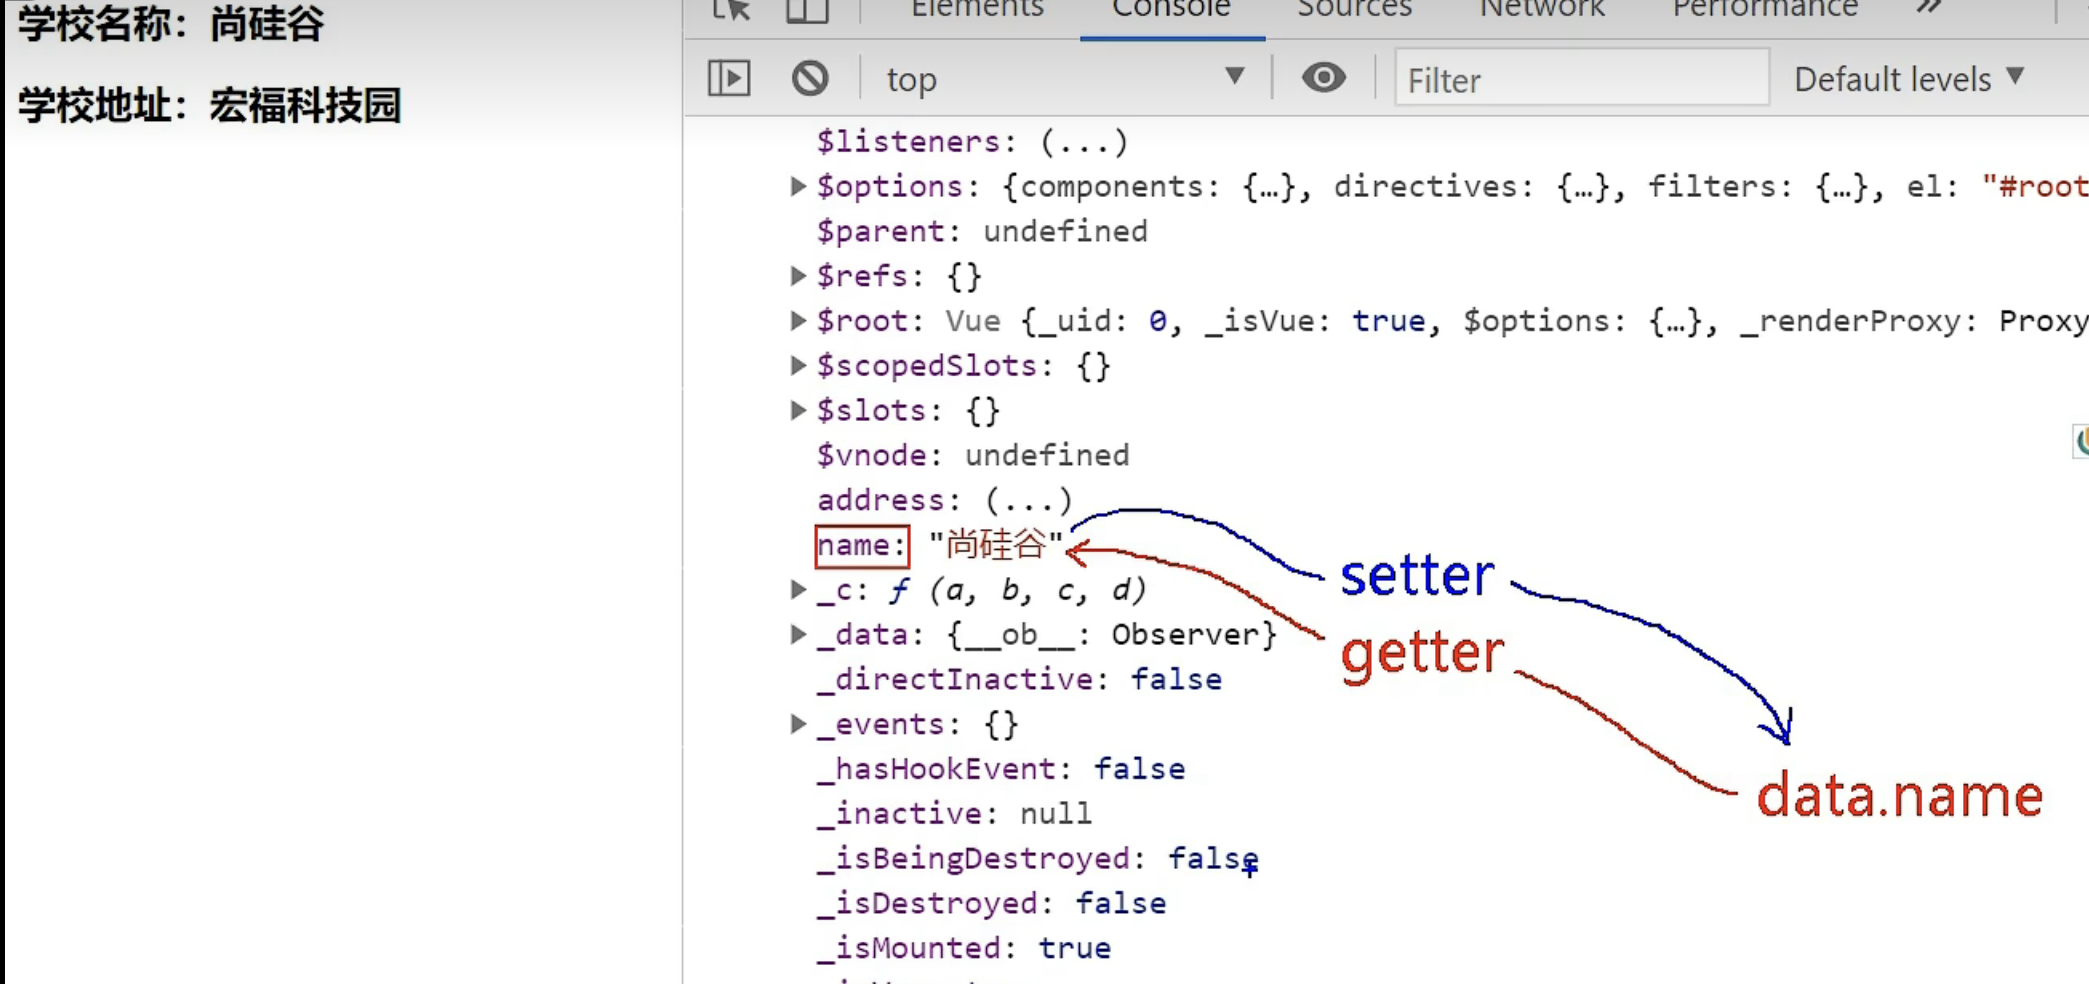 学校名称：尚硅谷
学校地址：宏福科技园
Elements Console Sources Network Performance »
top ▼ Filter Default levels ▼
$listeners: (...)
▶ $options: {components: {…}, directives: {…}, filters: {…}, el: "#root
$parent: undefined
▶ $refs: {}
▶ $root: Vue {_uid: 0, _isVue: true, $options: {…}, _renderProxy: Proxy
▶ $scopedSlots: {}
▶ $slots: {}
$vnode: undefined
address: (...)
name: "尚硅谷"
setter
▶ _c: ƒ (a, b, c, d)
▶ _data: {__ob__: Observer}
getter
_directInactive: false
▶ _events: {}
_hasHookEvent: false
data.name
_inactive: null
_isBeingDestroyed: false
_isDestroyed: false
_isMounted: true